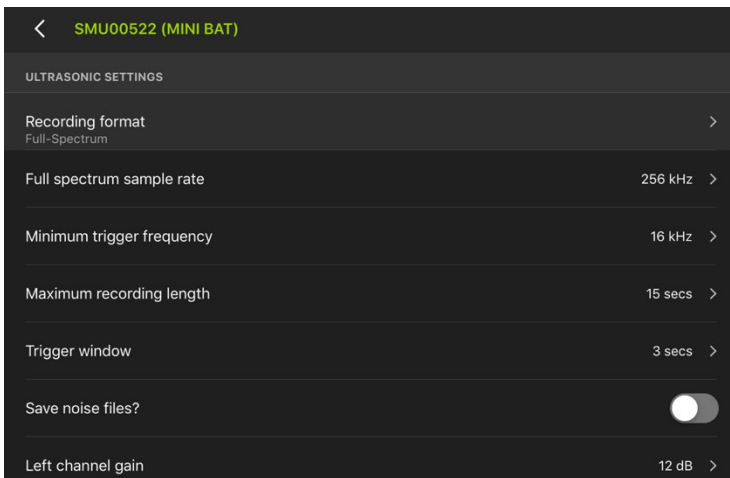 SMU00522 (MINI BAT)
ULTRASONIC SETTINGS
Recording format
Full-Spectrum
Full spectrum sample rate 256 kHz
Minimum trigger frequency 16 kHz
Maximum recording length 15 secs
Trigger window 3 secs
Save noise files?
Left channel gain 12 dB